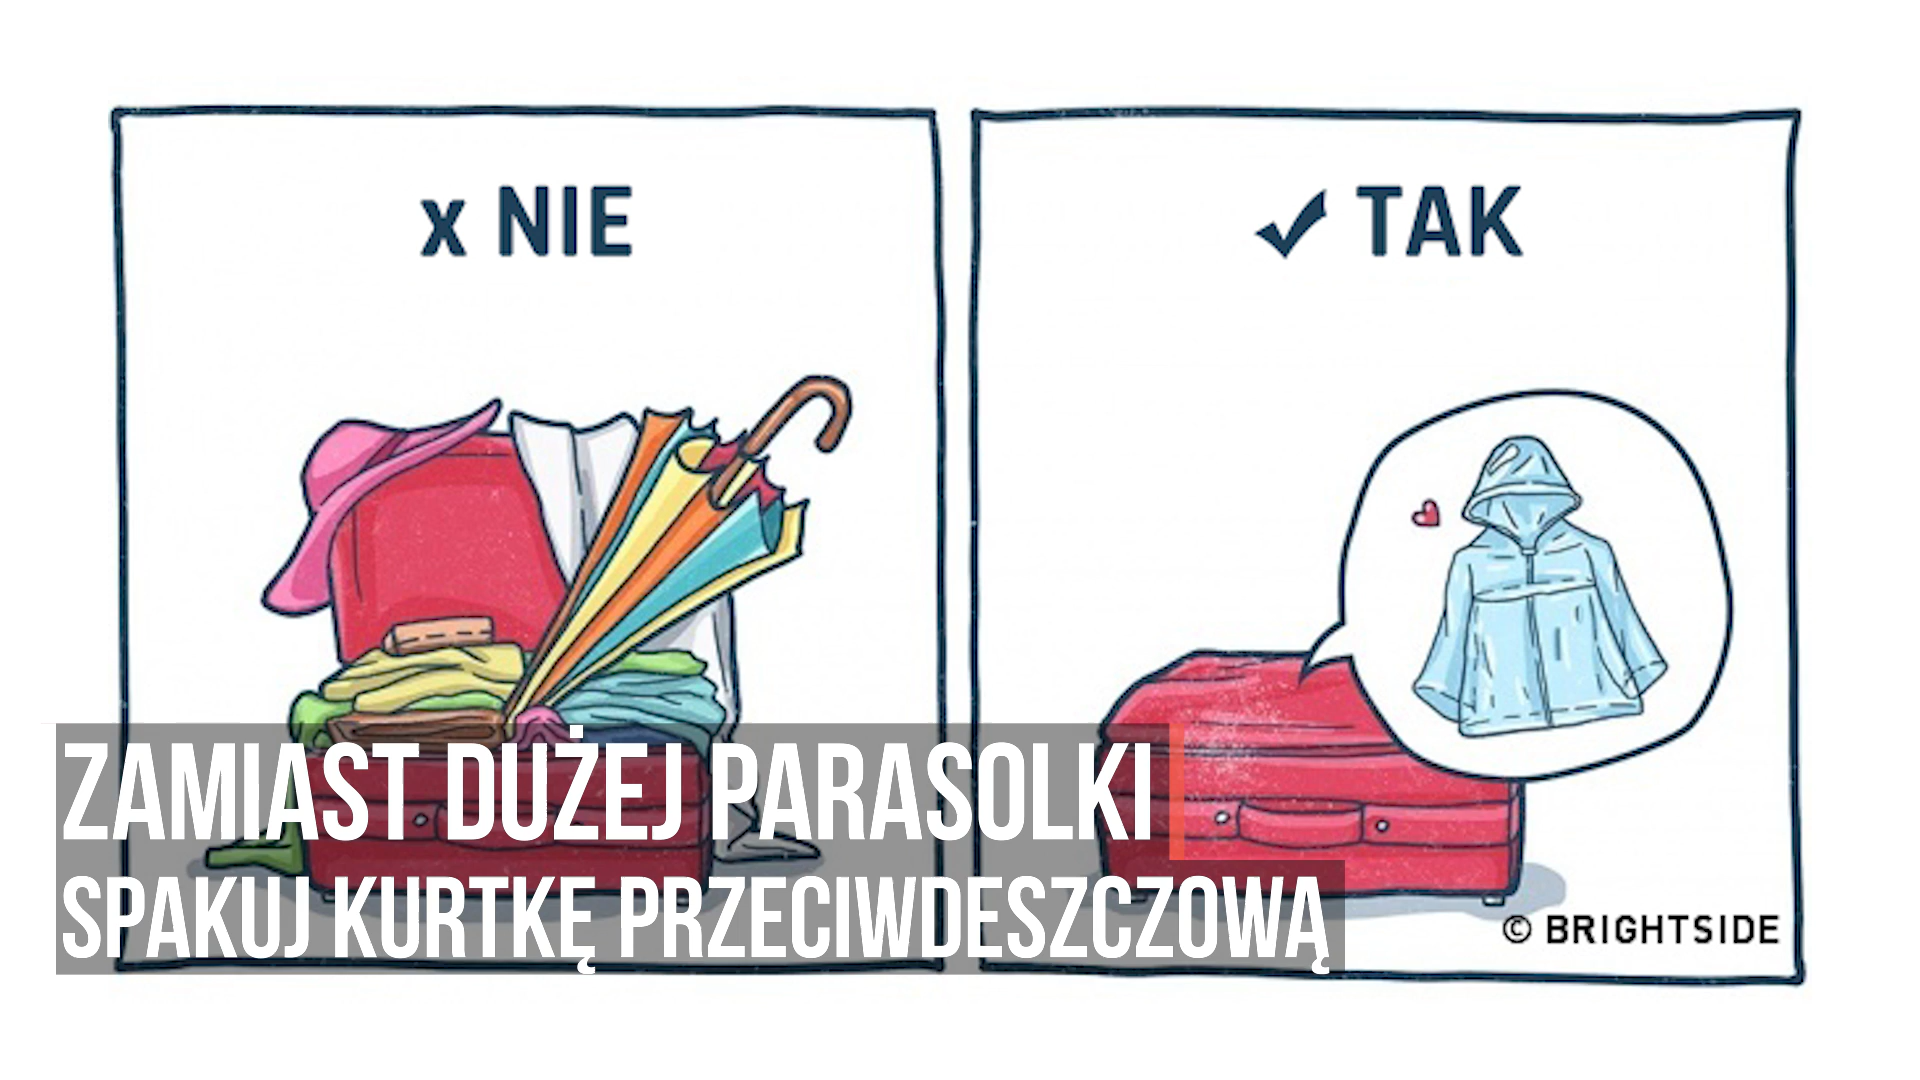 x NIE
✓ TAK
ZAMIAST DUŻEJ PARASOLKI
SPAKUJ KURTKĘ PRZECIWDESZCZOWĄ
© BRIGHTSIDE